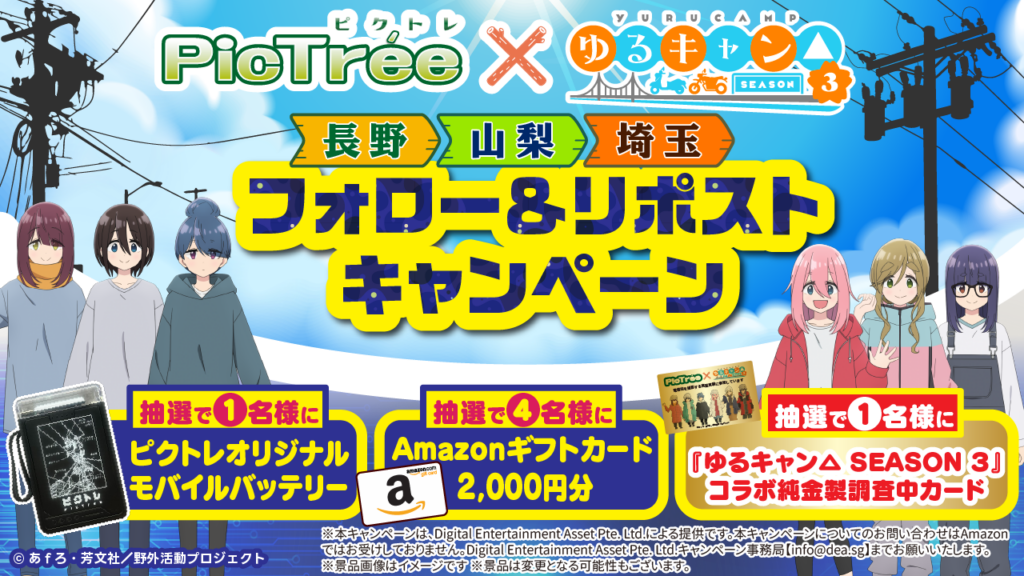 ピクトレ
PicTrée × YURUCAMP
ゆるキャン△
SEASON 3
長野 山梨 埼玉
フォロー&リポスト
キャンペーン
抽選で1名様に
ピクトレオリジナル
モバイルバッテリー
ピクトレ
PicTrée
抽選で4名様に
Amazonギフトカード
2,000円分
amazon.com
a
PicTrée ×
抽選で1名様に
『ゆるキャン△ SEASON 3』
コラボ純金製調査中カード
※本キャンペーンは、Digital Entertainment Asset Pte. Ltd.による提供です。本キャンペーンについてのお問い合わせはAmazon
ではお受けしておりません。Digital Entertainment Asset Pte. Ltd.キャンペーン事務局【info@dea.sg】までお願いいたします。
※景品画像はイメージです ※景品は変更となる可能性もございます。
© あfろ・芳文社／野外活動プロジェクト